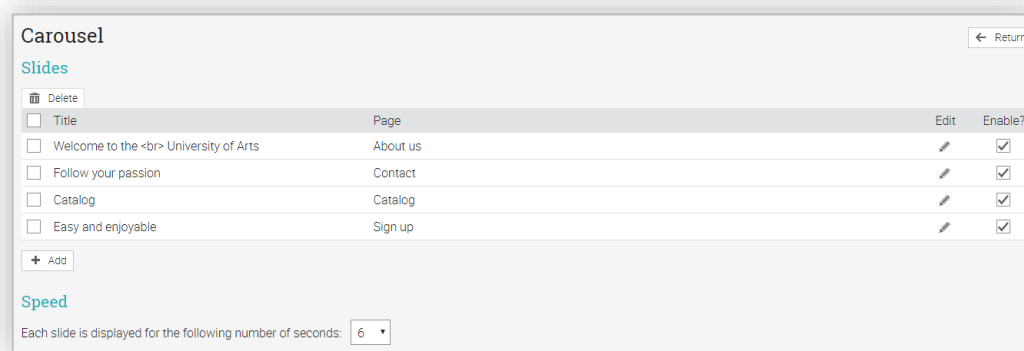 Carousel
← Return
Slides
Delete
Title Page Edit Enable?
Welcome to the <br> University of Arts About us
Follow your passion Contact
Catalog Catalog
Easy and enjoyable Sign up
+ Add
Speed
Each slide is displayed for the following number of seconds: 6